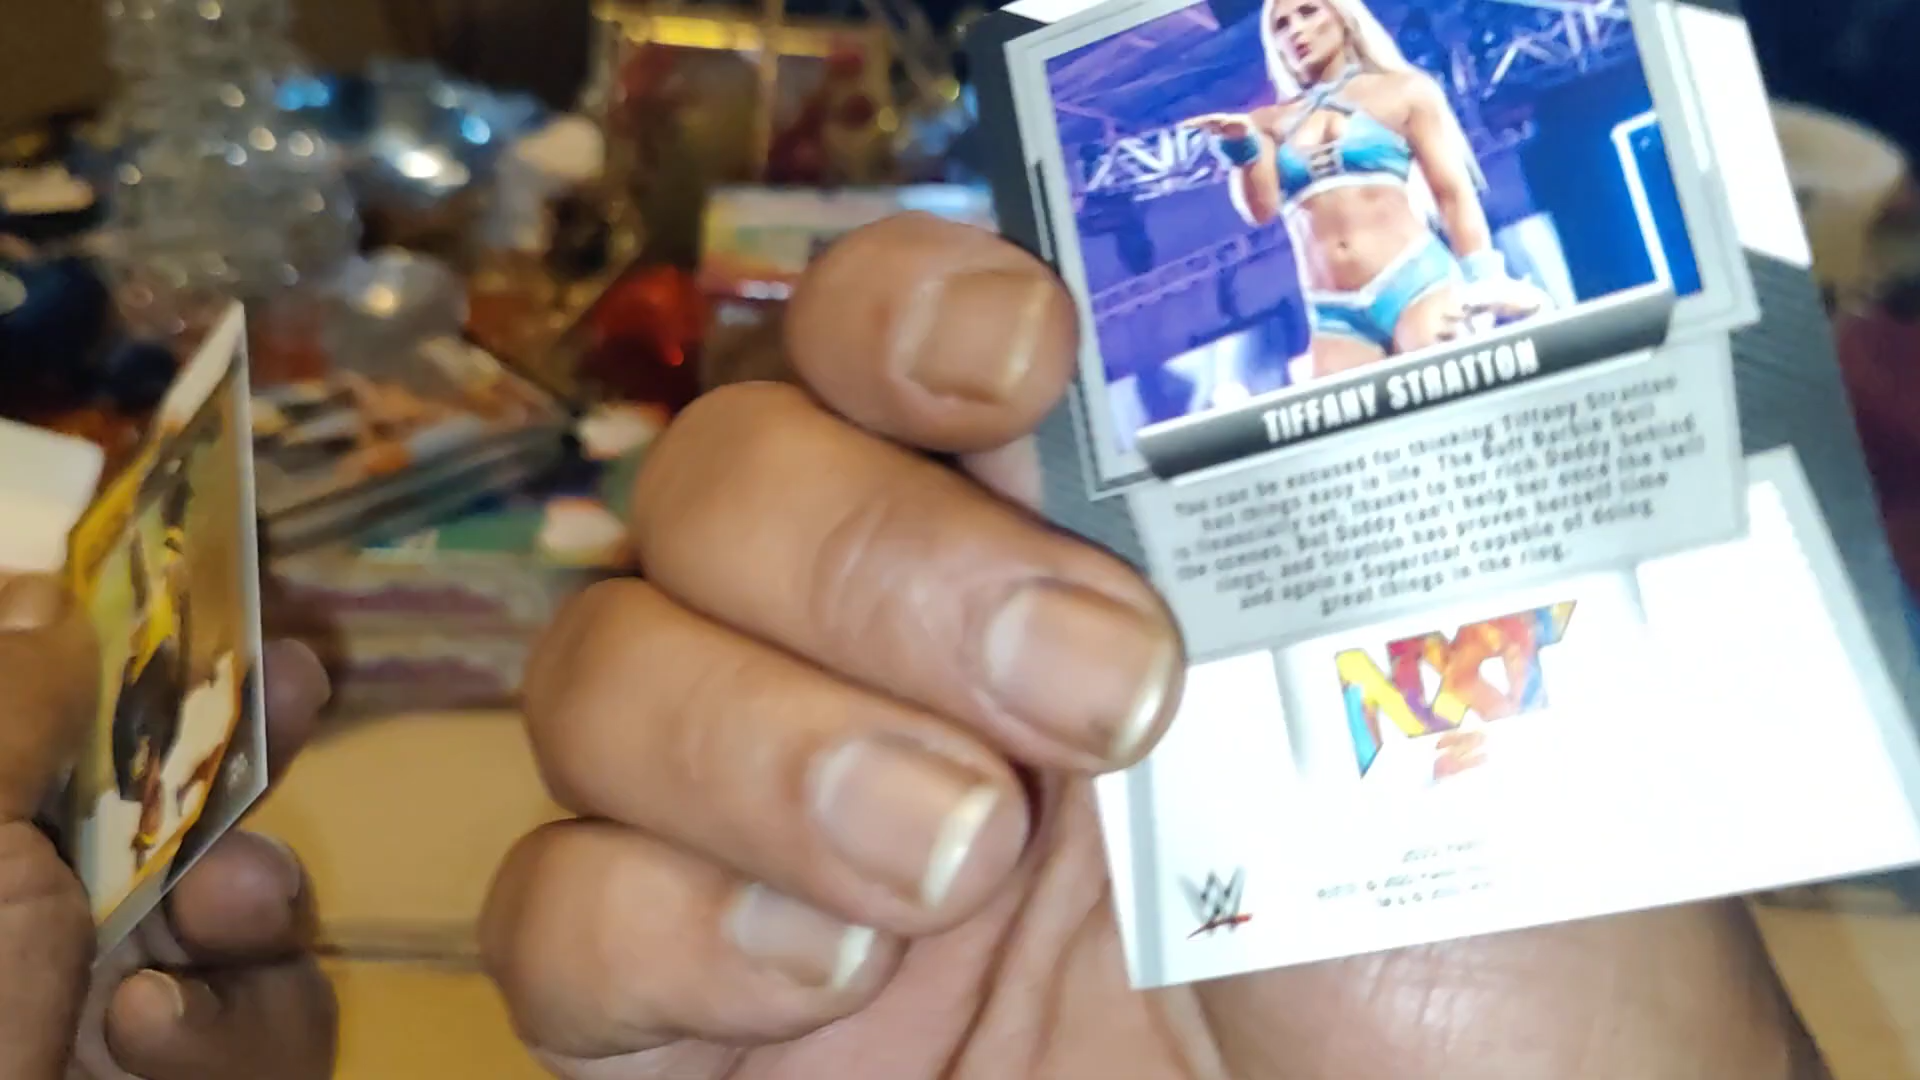 TIFFANY STRATTON
You can be excused for thinking Tiffany Stratton
has things easy in life. The Buff Barbie Doll
is financially set, thanks to her rich Daddy behind
the scenes. But Daddy can't help her once the bell
rings, and Stratton has proven herself time
and again a Superstar capable of doing
great things in the ring.
NXT
2
W